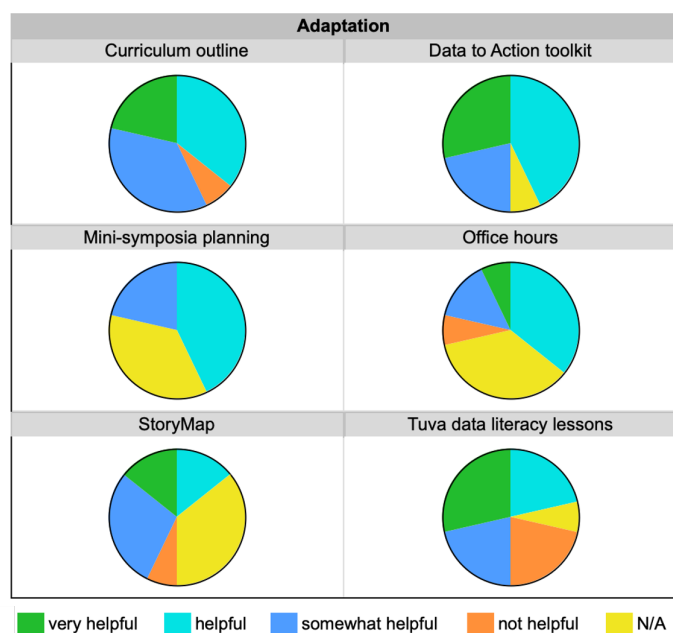 Adaptation
Curriculum outline
Data to Action toolkit
Mini-symposia planning
Office hours
StoryMap
Tuva data literacy lessons
very helpful helpful somewhat helpful not helpful N/A